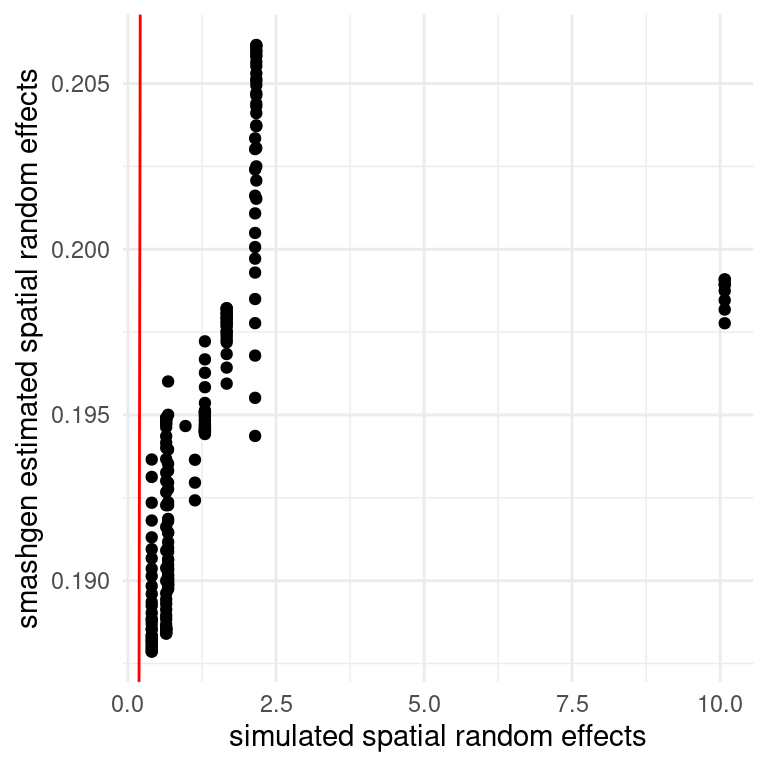 smashgen estimated spatial random effects
0.205
0.200
0.195
0.190
0.0 2.5 5.0 7.5 10.0
simulated spatial random effects